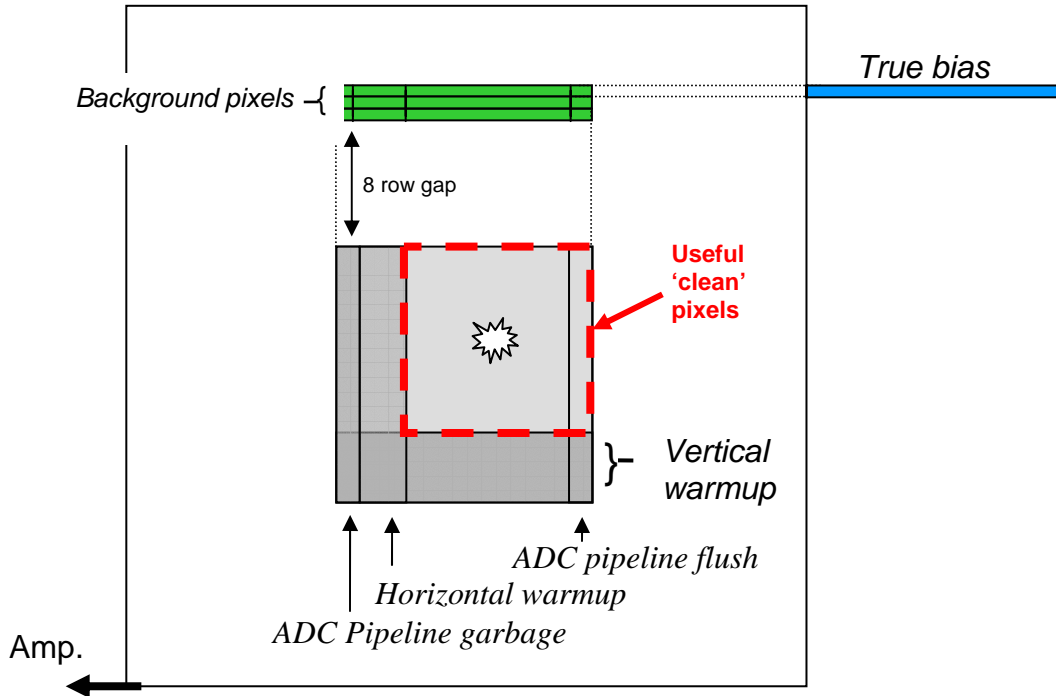 True bias
Background pixels
8 row gap
Useful
‘clean’
pixels
Vertical
warmup
ADC pipeline flush
Horizontal warmup
ADC Pipeline garbage
Amp.